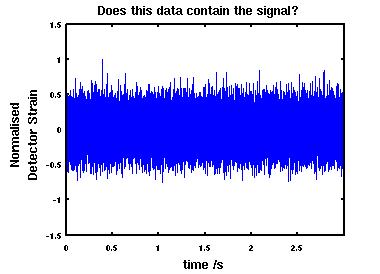 Does this data contain the signal?
1.5
1
0.5
0
-0.5
-1
-1.5
Normalised
Detector Strain
0 0.5 1 1.5 2 2.5
time /s